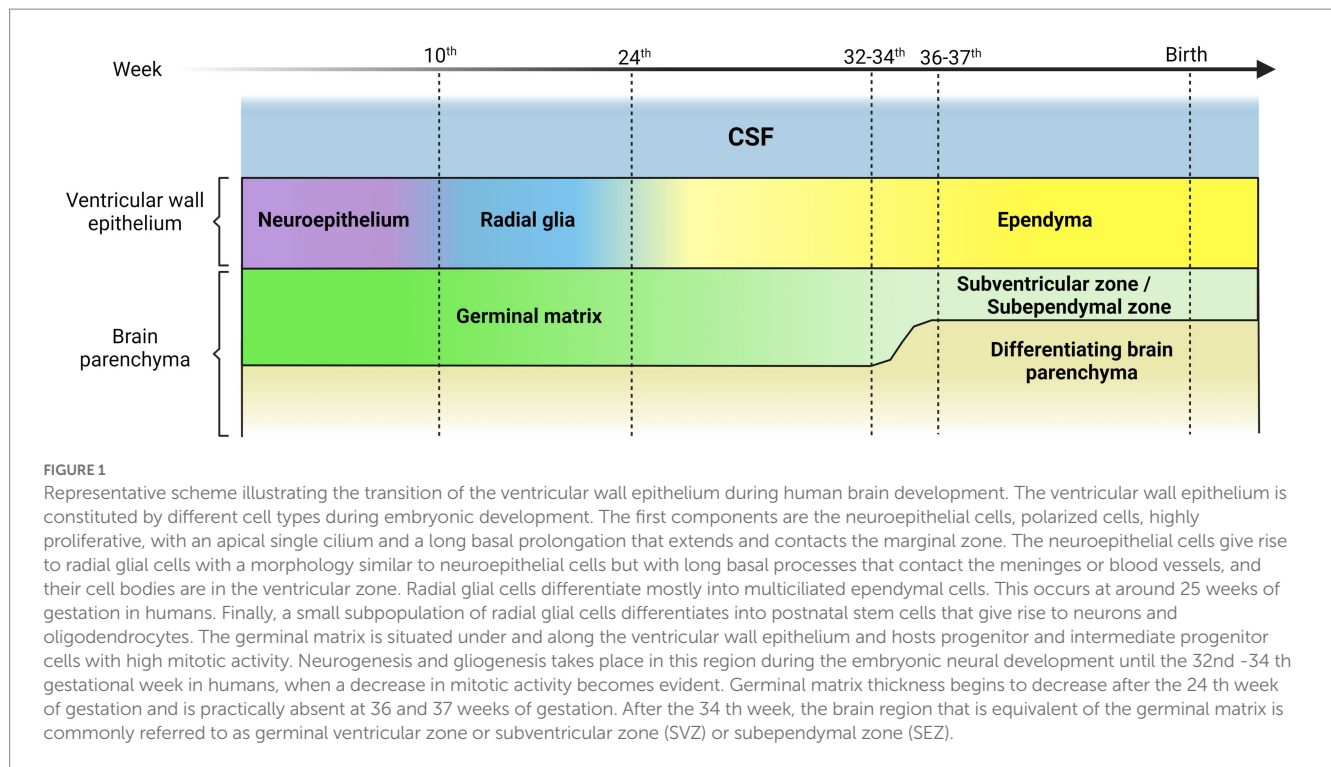 Week
10th
24th
32-34th
36-37th
Birth
CSF
Ventricular wall
epithelium
Neuroepithelium
Radial glia
Ependyma
Brain
parenchyma
Germinal matrix
Subventricular zone /
Subependymal zone
Differentiating brain
parenchyma
FIGURE 1
Representative scheme illustrating the transition of the ventricular wall epithelium during human brain development. The ventricular wall epithelium is
constituted by different cell types during embryonic development. The first components are the neuroepithelial cells, polarized cells, highly
proliferative, with an apical single cilium and a long basal prolongation that extends and contacts the marginal zone. The neuroepithelial cells give rise
to radial glial cells with a morphology similar to neuroepithelial cells but with long basal processes that contact the meninges or blood vessels, and
their cell bodies are in the ventricular zone. Radial glial cells differentiate mostly into multiciliated ependymal cells. This occurs at around 25 weeks of
gestation in humans. Finally, a small subpopulation of radial glial cells differentiates into postnatal stem cells that give rise to neurons and
oligodendrocytes. The germinal matrix is situated under and along the ventricular wall epithelium and hosts progenitor and intermediate progenitor
cells with high mitotic activity. Neurogenesis and gliogenesis takes place in this region during the embryonic neural development until the 32nd -34 th
gestational week in humans, when a decrease in mitotic activity becomes evident. Germinal matrix thickness begins to decrease after the 24 th week
of gestation and is practically absent at 36 and 37 weeks of gestation. After the 34 th week, the brain region that is equivalent of the germinal matrix is
commonly referred to as germinal ventricular zone or subventricular zone (SVZ) or subependymal zone (SEZ).